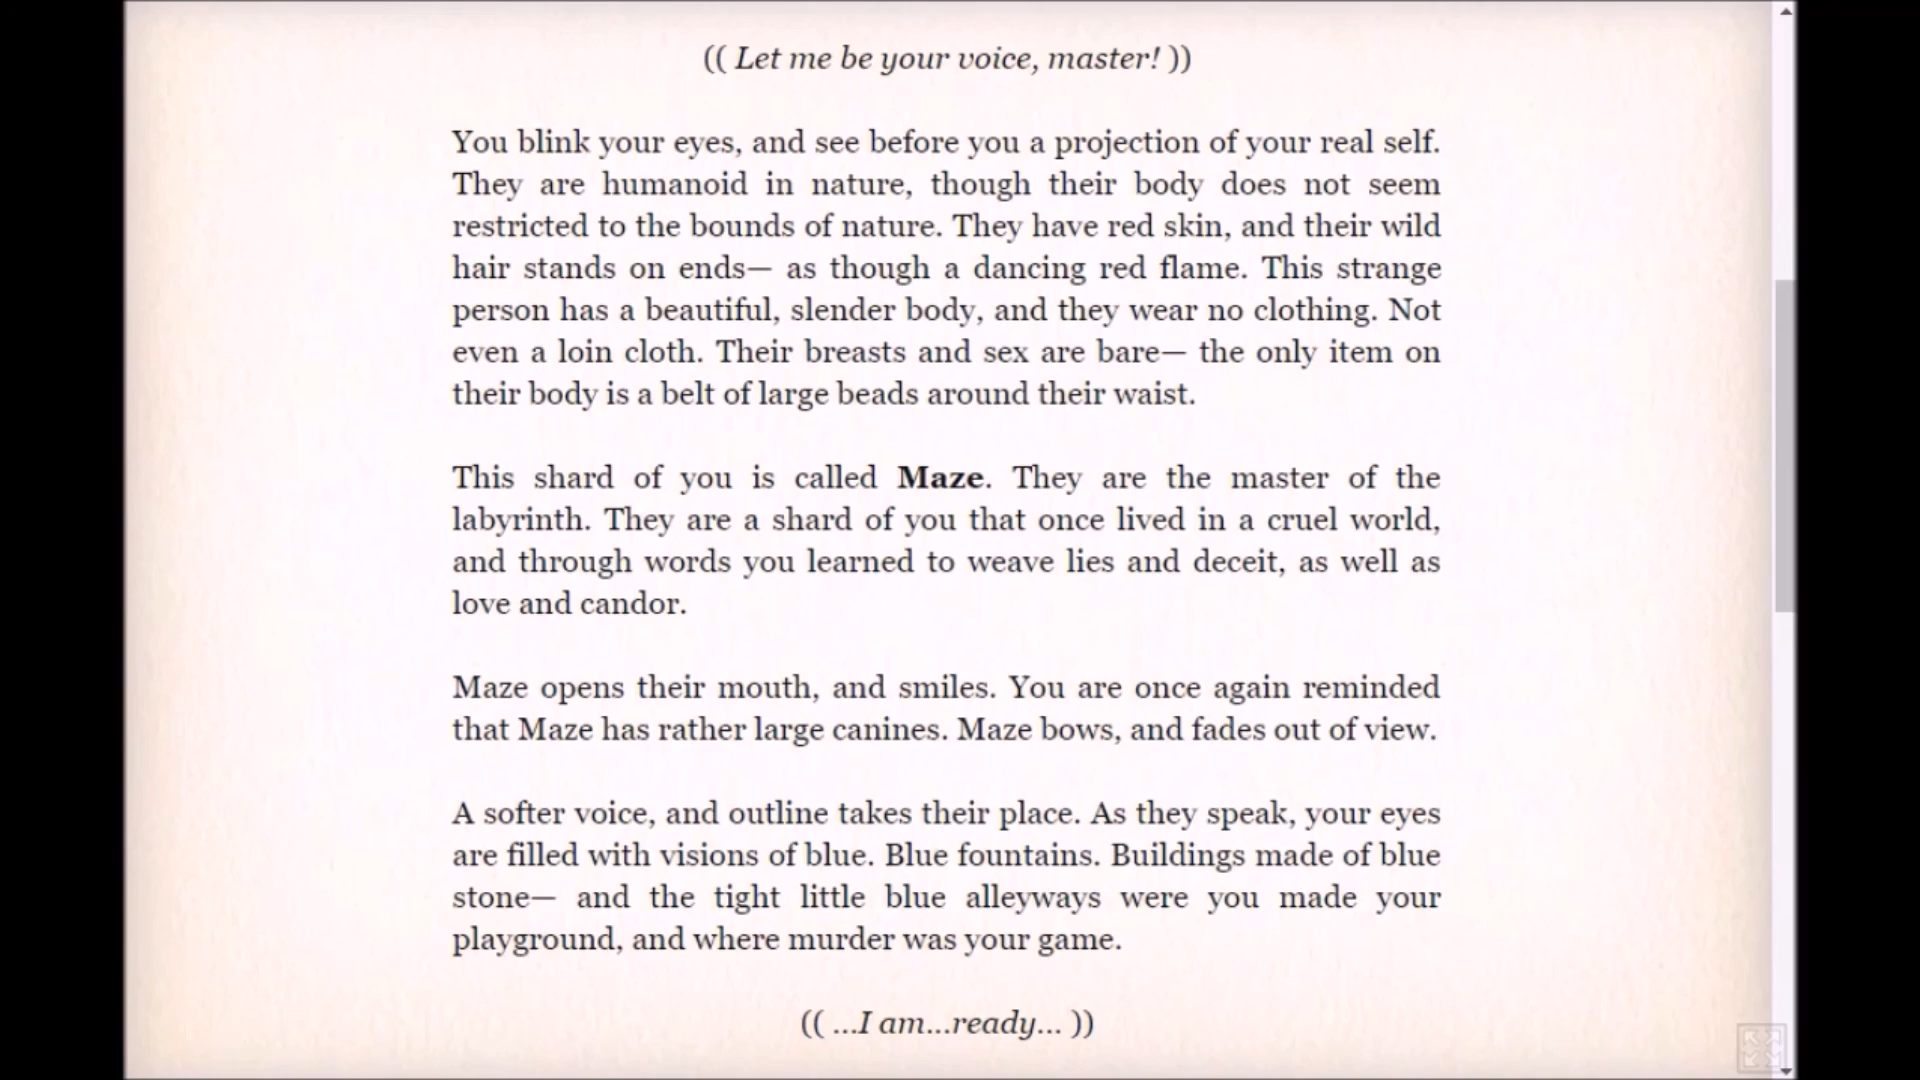 (( Let me be your voice, master! ))
You blink your eyes, and see before you a projection of your real self.
They are humanoid in nature, though their body does not seem
restricted to the bounds of nature. They have red skin, and their wild
hair stands on ends— as though a dancing red flame. This strange
person has a beautiful, slender body, and they wear no clothing. Not
even a loin cloth. Their breasts and sex are bare— the only item on
their body is a belt of large beads around their waist.
This shard of you is called Maze. They are the master of the
labyrinth. They are a shard of you that once lived in a cruel world,
and through words you learned to weave lies and deceit, as well as
love and candor.
Maze opens their mouth, and smiles. You are once again reminded
that Maze has rather large canines. Maze bows, and fades out of view.
A softer voice, and outline takes their place. As they speak, your eyes
are filled with visions of blue. Blue fountains. Buildings made of blue
stone— and the tight little blue alleyways were you made your
playground, and where murder was your game.
(( ...I am...ready... ))